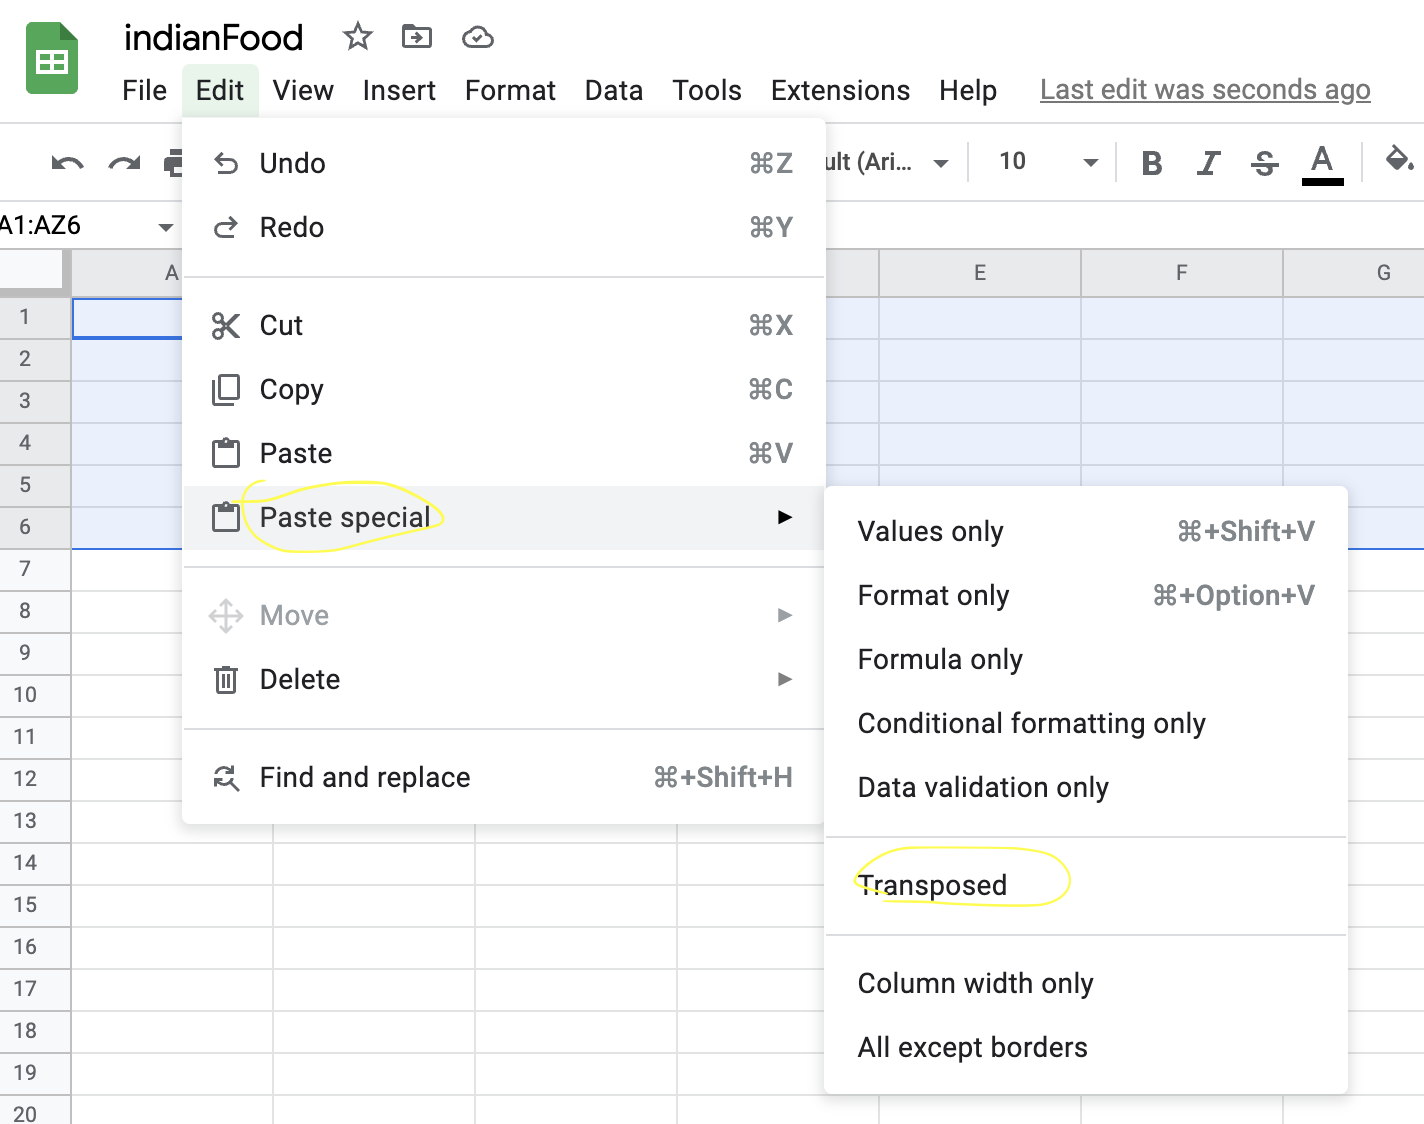 indianFood
File Edit View Insert Format Data Tools Extensions Help Last edit was seconds ago
ult (Ari... 10 B I S A
A1:AZ6
A E F G
Undo ⌘Z
Redo ⌘Y
Cut ⌘X
Copy ⌘C
Paste ⌘V
Paste special ►
Move ►
Delete ►
Find and replace ⌘+Shift+H
Values only ⌘+Shift+V
Format only ⌘+Option+V
Formula only
Conditional formatting only
Data validation only
Transposed
Column width only
All except borders
1
2
3
4
5
6
7
8
9
10
11
12
13
14
15
16
17
18
19
20